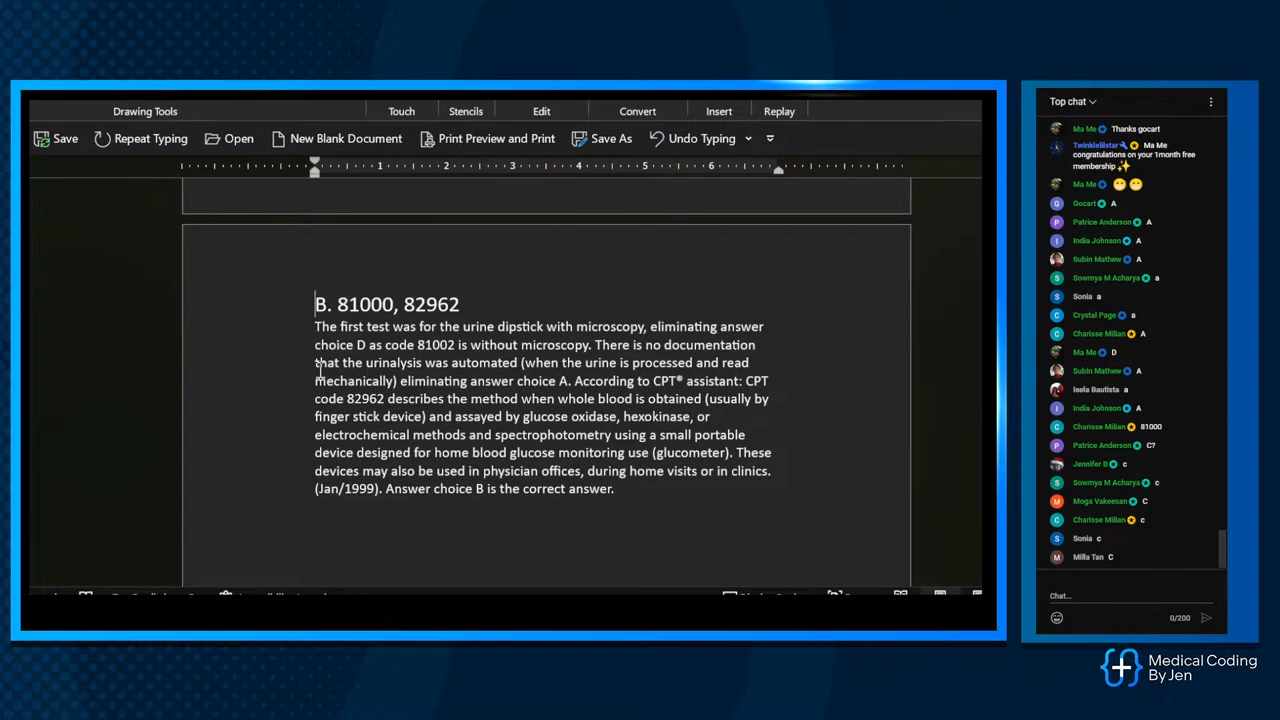 Drawing Tools Touch Stencils Edit Convert Insert Replay
Save Repeat Typing Open New Blank Document Print Preview and Print Save As Undo Typing
1 2 3 4 5 6
B. 81000, 82962
The first test was for the urine dipstick with microscopy, eliminating answer
choice D as code 81002 is without microscopy. There is no documentation
that the urinalysis was automated (when the urine is processed and read
mechanically) eliminating answer choice A. According to CPT® assistant: CPT
code 82962 describes the method when whole blood is obtained (usually by
finger stick device) and assayed by glucose oxidase, hexokinase, or
electrochemical methods and spectrophotometry using a small portable
device designed for home blood glucose monitoring use (glucometer). These
devices may also be used in physician offices, during home visits or in clinics.
(Jan/1999). Answer choice B is the correct answer.
Top chat
Ma Me Thanks gocart
Twinklelilstar Ma Me
congratulations on your 1month free
membership
Ma Me
G Gocart A
P Patrice Anderson A
I India Johnson A
Subin Mathew A
Sowmya M Acharya a
S Sonia a
Crystal Page a
C Charisse Milian A
Ma Me D
Subin Mathew A
Isela Bautista a
I India Johnson A
C Charisse Milian 81000
P Patrice Anderson C?
Jennifer B c
Sowmya M Acharya c
M Moga Vakeesan C
C Charisse Milian c
S Sonia c
M Milla Tan C
Chat...
0/200
Medical Coding
By Jen